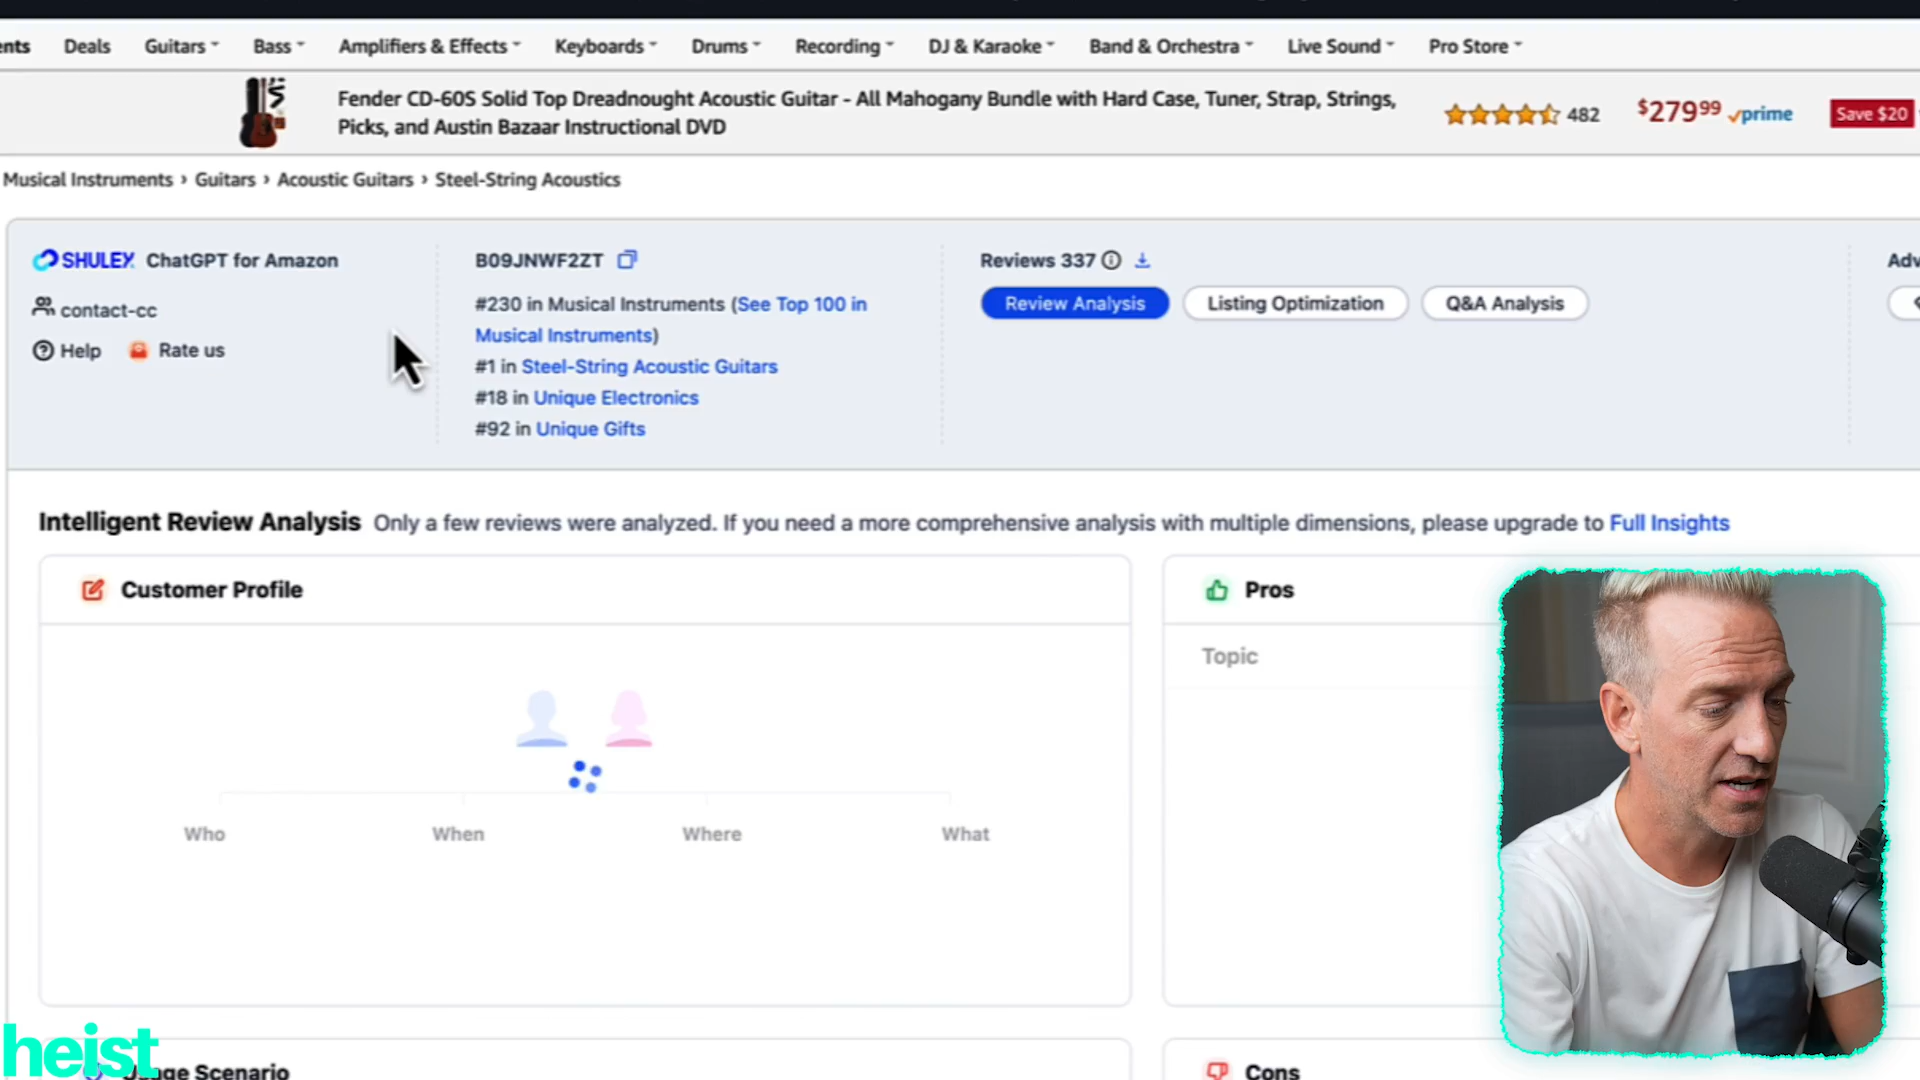 ents Deals Guitars Bass Amplifiers & Effects Keyboards Drums Recording DJ & Karaoke Band & Orchestra Live Sound Pro Store
Fender CD-60S Solid Top Dreadnought Acoustic Guitar - All Mahogany Bundle with Hard Case, Tuner, Strap, Strings,
Picks, and Austin Bazaar Instructional DVD
482 $279⁹⁹ prime Save $20
Musical Instruments › Guitars › Acoustic Guitars › Steel-String Acoustics
SHULEX ChatGPT for Amazon
contact-cc
Help Rate us
B09JNWF2ZT
#230 in Musical Instruments (See Top 100 in
Musical Instruments)
#1 in Steel-String Acoustic Guitars
#18 in Unique Electronics
#92 in Unique Gifts
Reviews 337
Review Analysis Listing Optimization Q&A Analysis
Adv
Intelligent Review Analysis Only a few reviews were analyzed. If you need a more comprehensive analysis with multiple dimensions, please upgrade to Full Insights
Customer Profile
Who When Where What
Pros
Topic
heist
Usage Scenario
Cons